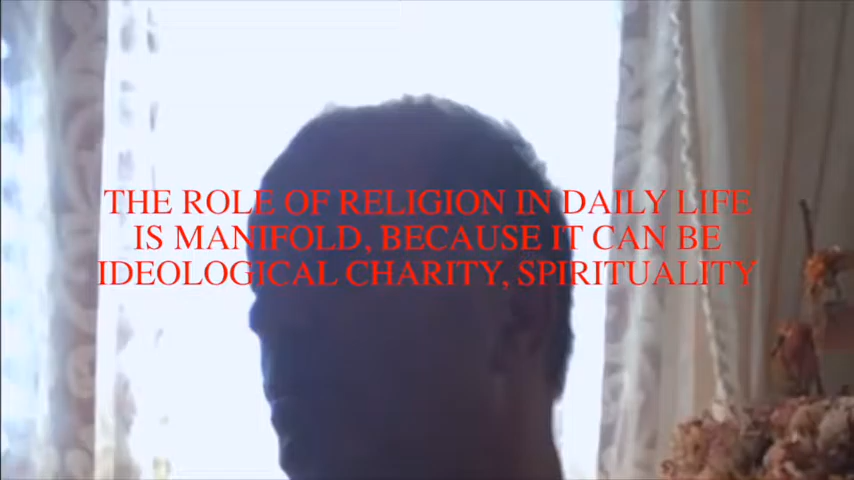 THE ROLE OF RELIGION IN DAILY LIFE
IS MANIFOLD, BECAUSE IT CAN BE
IDEOLOGICAL CHARITY, SPIRITUALITY